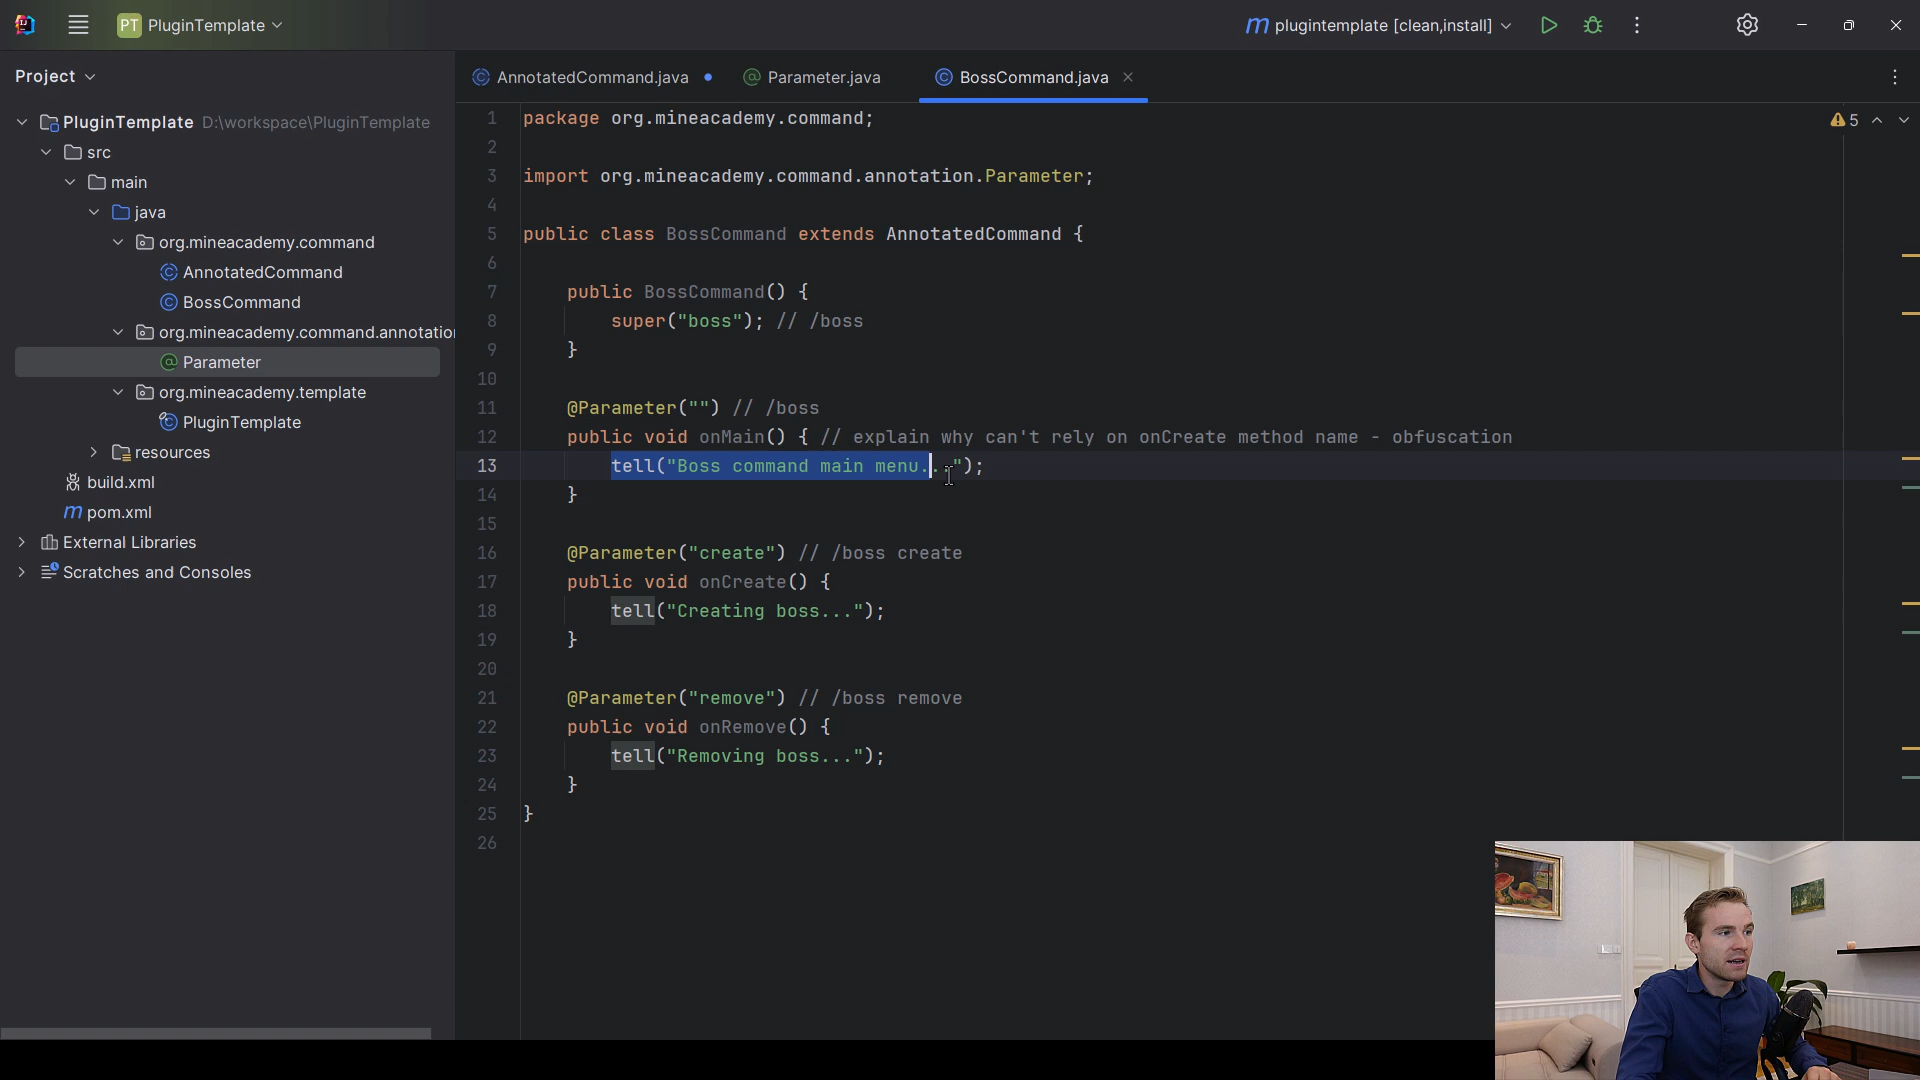 PT PluginTemplate
plugintemplate [clean,install]
Project
AnnotatedCommand.java
Parameter.java
BossCommand.java
PluginTemplate D:\workspace\PluginTemplate
src
main
java
org.mineacademy.command
AnnotatedCommand
BossCommand
org.mineacademy.command.annotatio
Parameter
org.mineacademy.template
PluginTemplate
resources
build.xml
pom.xml
External Libraries
Scratches and Consoles
5
1 package org.mineacademy.command;
2
3 import org.mineacademy.command.annotation.Parameter;
4
5 public class BossCommand extends AnnotatedCommand {
6
7 public BossCommand() {
8 super("boss"); // /boss
9 }
10
11 @Parameter("") // /boss
12 public void onMain() { // explain why can't rely on onCreate method name - obfuscation
13 tell("Boss command main menu...");
14 }
15
16 @Parameter("create") // /boss create
17 public void onCreate() {
18 tell("Creating boss...");
19 }
20
21 @Parameter("remove") // /boss remove
22 public void onRemove() {
23 tell("Removing boss...");
24 }
25 }
26